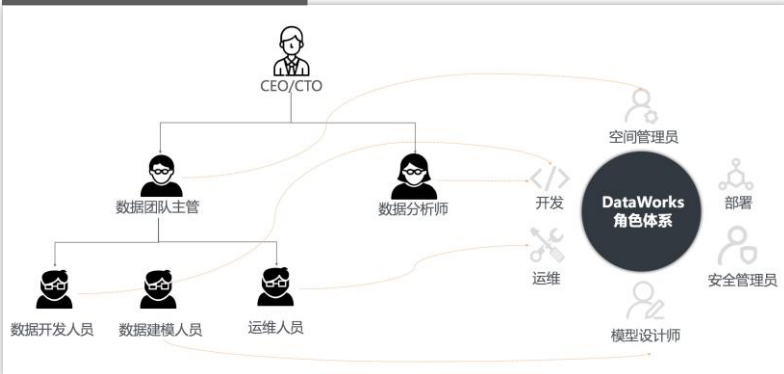 CEO/CTO
空间管理员
数据团队主管
数据分析师
开发
DataWorks
角色体系
部署
运维
安全管理员
数据开发人员
数据建模人员
运维人员
模型设计师